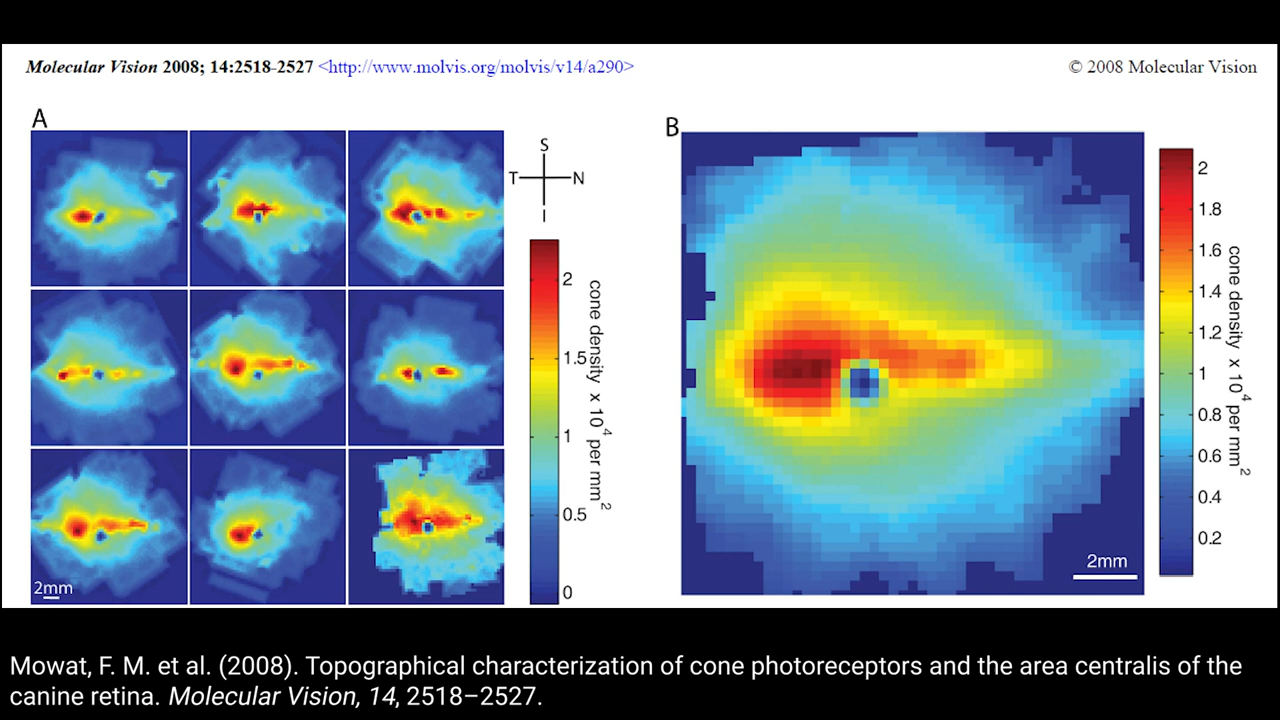 Molecular Vision 2008; 14:2518-2527 <http://www.molvis.org/molvis/v14/a290>
© 2008 Molecular Vision
A
S
T N
I
2
1.5
1
0.5
0
cone density x 10^4 per mm^2
2mm
B
2
1.8
1.6
1.4
1.2
1
0.8
0.6
0.4
0.2
cone density x 10^4 per mm^2
2mm
Mowat, F. M. et al. (2008). Topographical characterization of cone photoreceptors and the area centralis of the
canine retina. Molecular Vision, 14, 2518–2527.